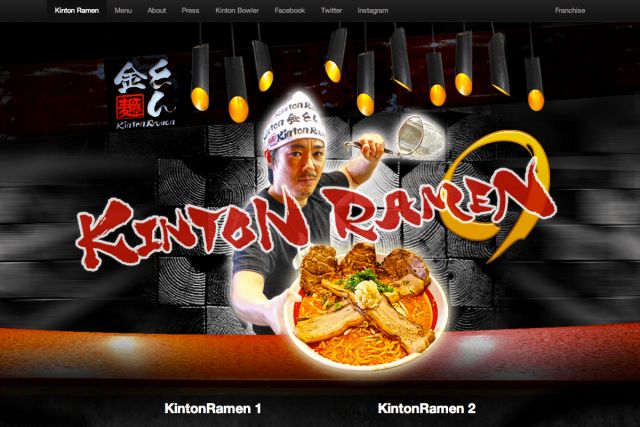 Kinton Ramen Menu About Press Kinton Bowler Facebook Twitter Instagram Franchise
金とん
麺
Kinton Ramen
Kinton Ramen
金とん
Kinton Ramen
KINTON RAMEN
KintonRamen 1 KintonRamen 2